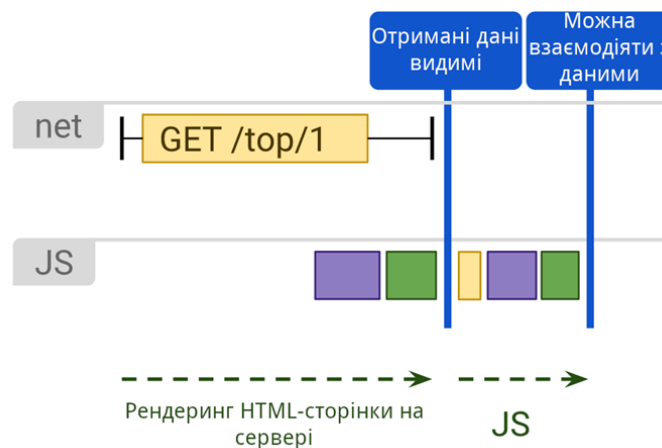 Отримані дані
видимі
Можна
взаємодіяти з
даними
net
GET /top/1
JS
Рендеринг HTML-сторінки на
сервері
JS